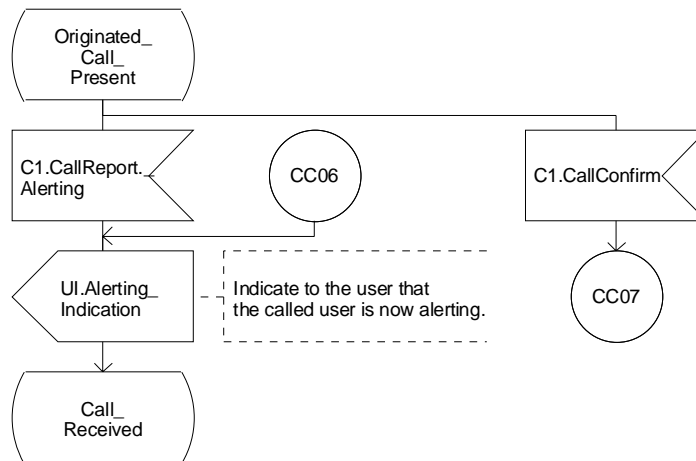 Originated_
Call_
Present
C1.CallReport._
Alerting
CC06
C1.CallConfirm
UI.Alerting_
Indication
Indicate to the user that
the called user is now alerting.
CC07
Call_
Received